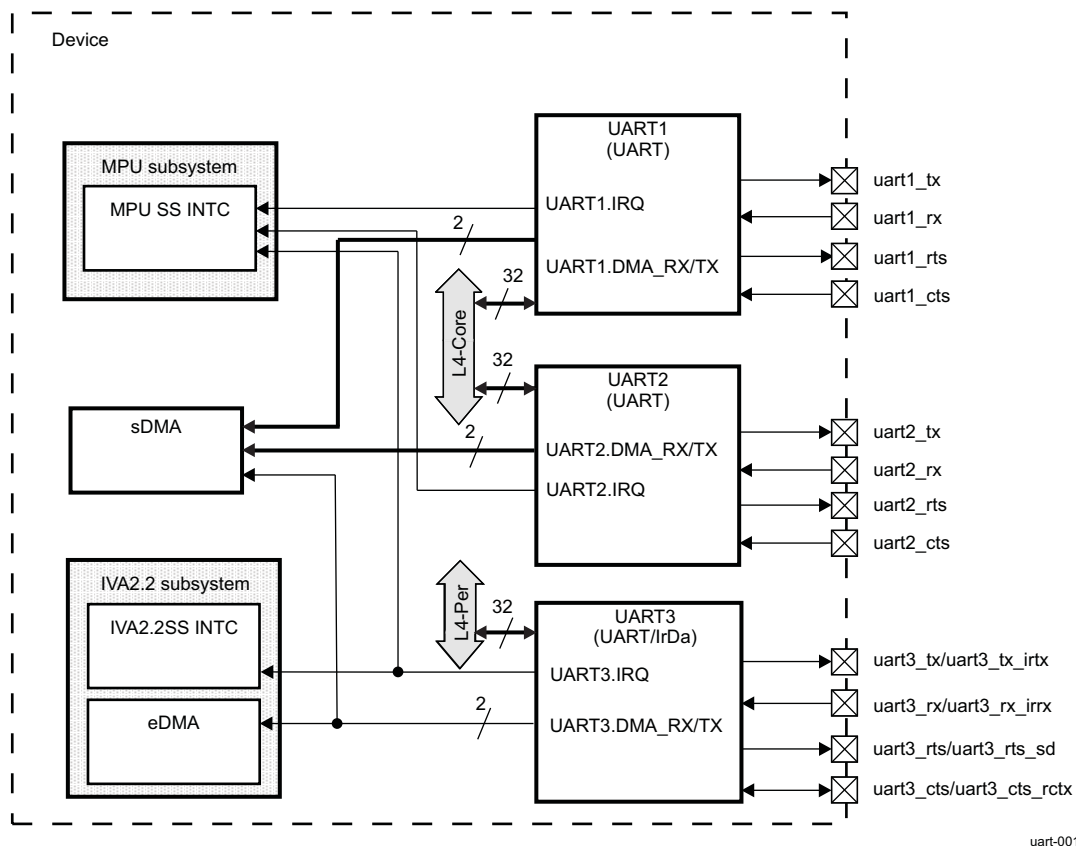 Device
UART1
(UART)
MPU subsystem
MPU SS INTC
UART1.IRQ
2
UART1.DMA_RX/TX
32
uart1_tx
uart1_rx
uart1_rts
uart1_cts
L4-Core
32
UART2
(UART)
sDMA
2
UART2.DMA_RX/TX
UART2.IRQ
uart2_tx
uart2_rx
uart2_rts
uart2_cts
IVA2.2 subsystem
IVA2.2SS INTC
eDMA
L4-Per
32
UART3
(UART/IrDa)
UART3.IRQ
2
UART3.DMA_RX/TX
uart3_tx/uart3_tx_irtx
uart3_rx/uart3_rx_irrx
uart3_rts/uart3_rts_sd
uart3_cts/uart3_cts_rctx
uart-001